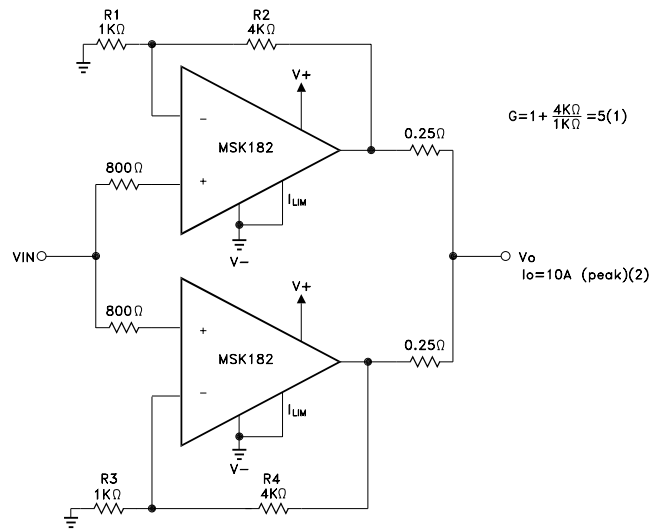 R1
1KΩ
R2
4KΩ
V+
G=1+ 4KΩ/1KΩ =5(1)
0.25Ω
−
MSK182
800Ω
+
ILIM
V−
VIN
Vo
Io=10A (peak)(2)
V+
800Ω
+
0.25Ω
MSK182
−
ILIM
V−
R3
1KΩ
R4
4KΩ